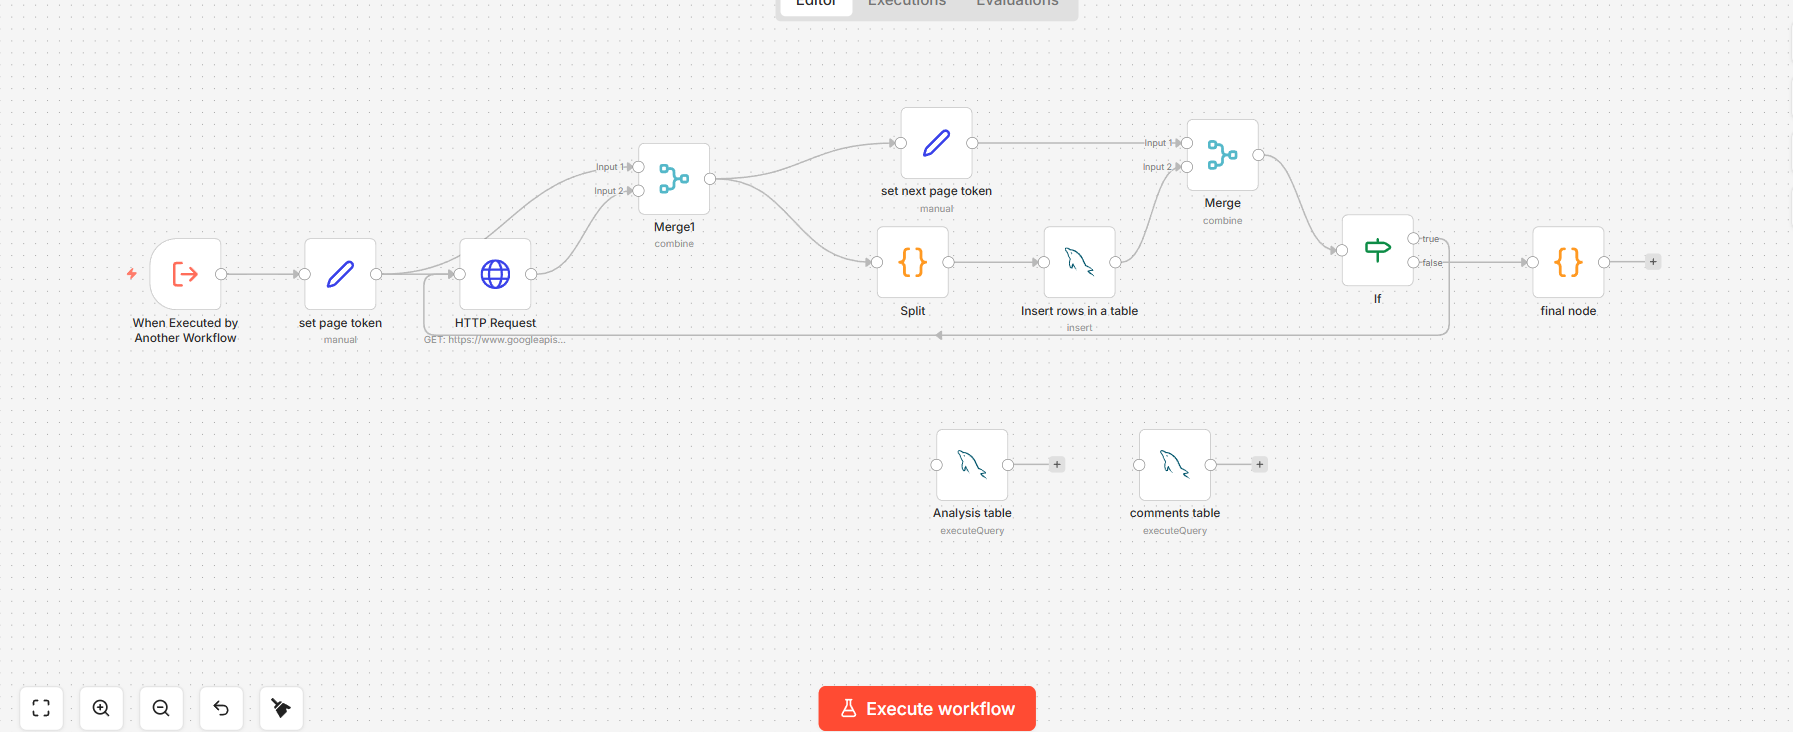 Editor Executions Evaluations
Input 1
Input 2
Merge1
combine
set next page token
manual
Input 1
Input 2
Merge
combine
When Executed by
Another Workflow
set page token
manual
HTTP Request
GET: https://www.googleapis...
Split
Insert rows in a table
insert
true
false
If
final node
Analysis table
executeQuery
comments table
executeQuery
Execute workflow